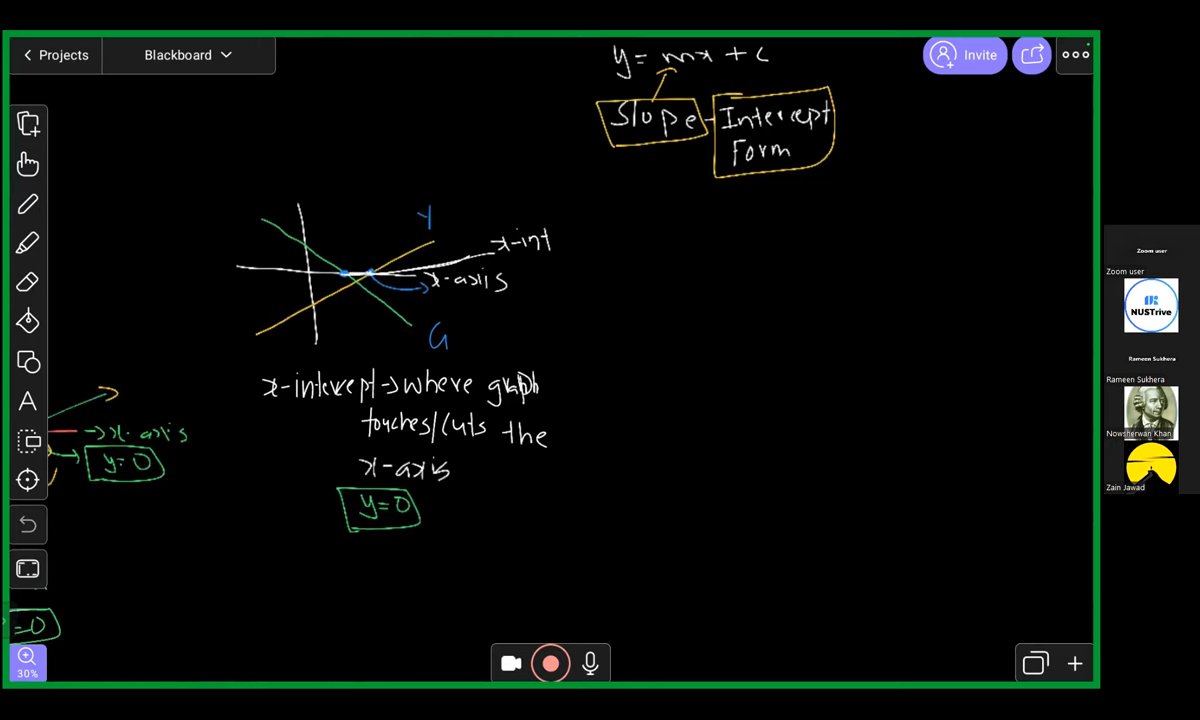 Projects
Blackboard
y = mx + c
Invite
Slope - Intercept
Form
Y
x-int
x-axis
G
x-intercept → where graph
touches/cuts the
x-axis
y=0
→ x-axis
y=0
=0
30%
Zoom user
Zoom user
NUSTrive
Rameen Sukhera
Rameen Sukhera
Nowsherwan Khan
Zain Jawad